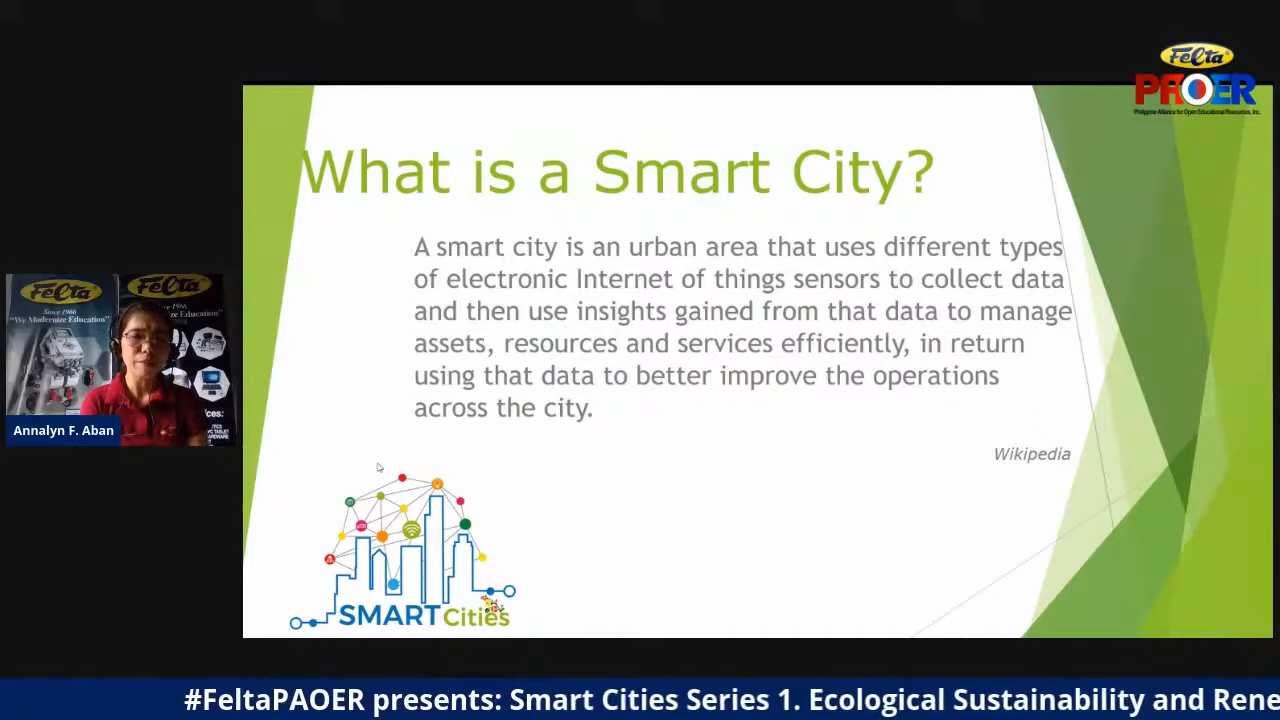 Felta
PAOER
Philippine Alliance for Open Educational Resources, Inc.
What is a Smart City?
A smart city is an urban area that uses different types
of electronic Internet of things sensors to collect data
and then use insights gained from that data to manage
assets, resources and services efficiently, in return
using that data to better improve the operations
across the city.
Wikipedia
Felta
Since 1966
"We Modernize Education"
Felta
Annalyn F. Aban
SMART Cities
#FeltaPAOER presents: Smart Cities Series 1. Ecological Sustainability and Rene